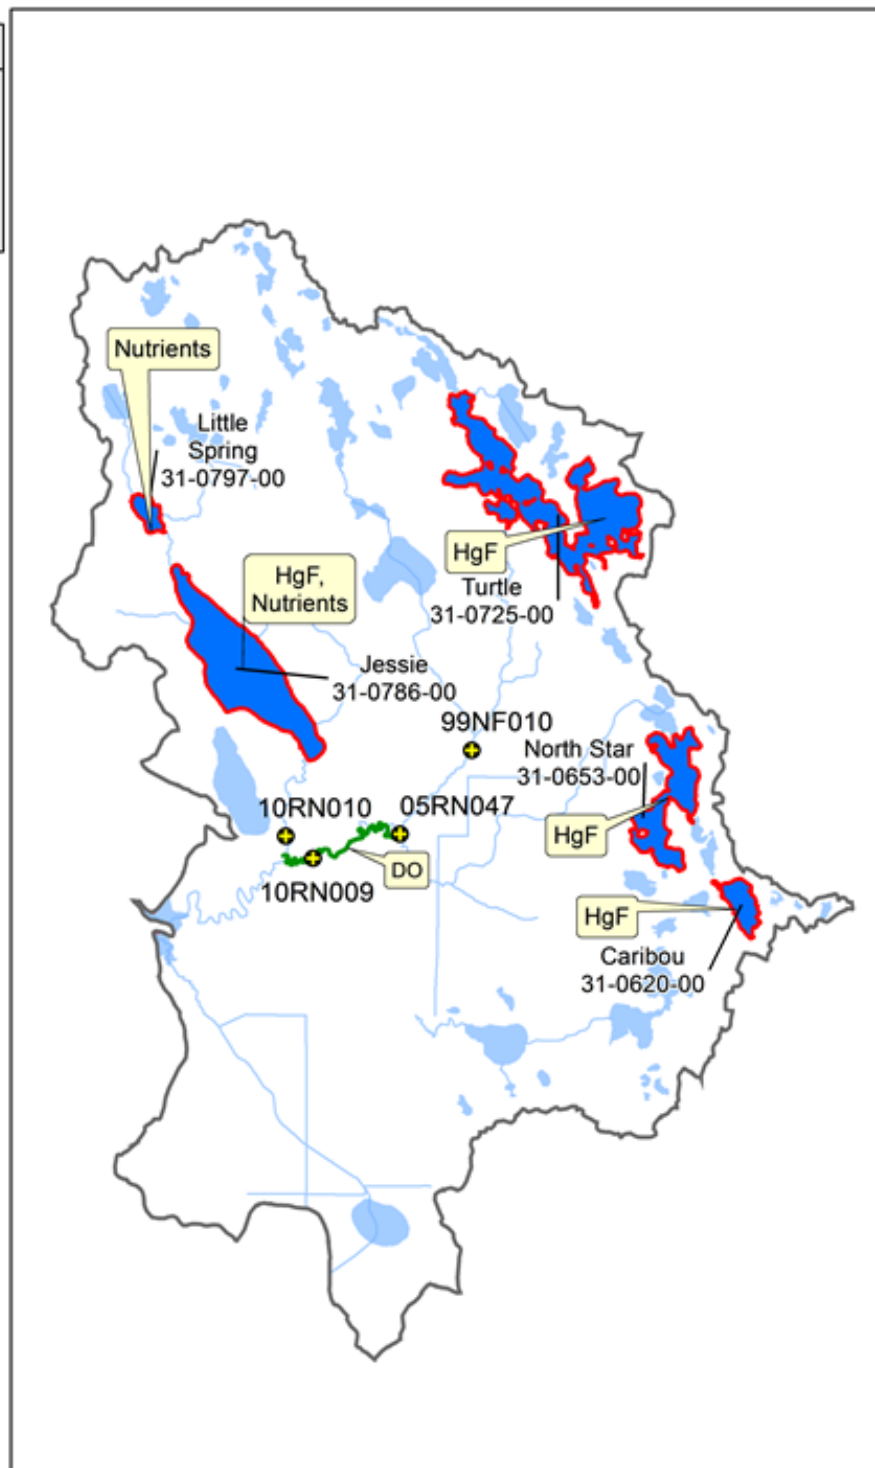 Nutrients
Little
Spring
31-0797-00
HgF
Turtle
31-0725-00
HgF,
Nutrients
Jessie
31-0786-00
99NF010
North Star
31-0653-00
HgF
10RN010
05RN047
10RN009
DO
HgF
Caribou
31-0620-00